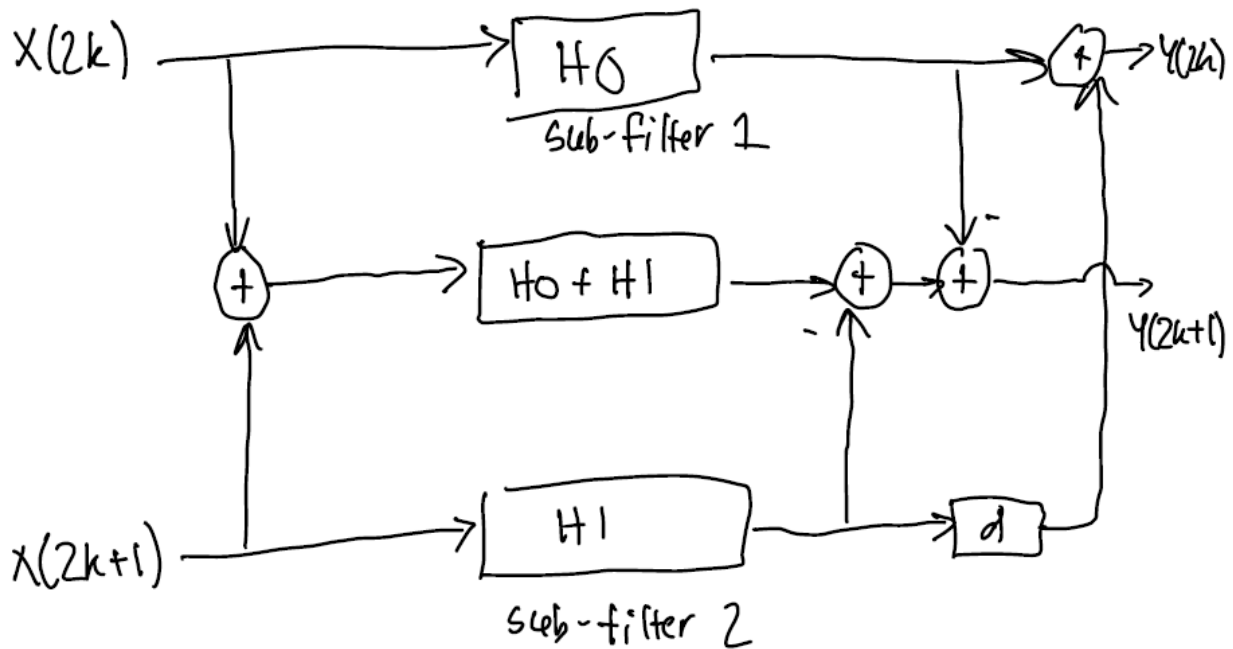 X(2k)
H0
+
Y(2k)
sub-filter 1
-
+
H0 + H1
+
+
-
Y(2k+1)
X(2k+1)
H1
d
sub-filter 2